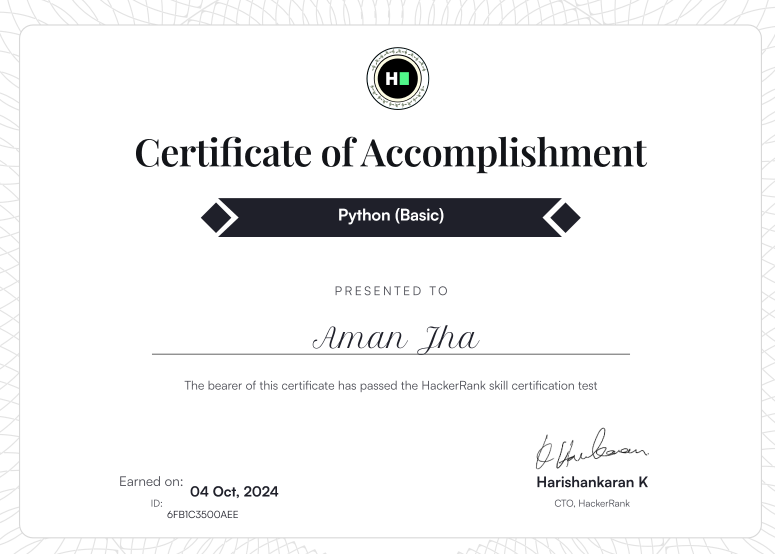 H
Certificate of Accomplishment
Python (Basic)
PRESENTED TO
Aman Jha
The bearer of this certificate has passed the HackerRank skill certification test
Earned on: 04 Oct, 2024
ID: 6FB1C3500AEE
Harishankaran K
CTO, HackerRank